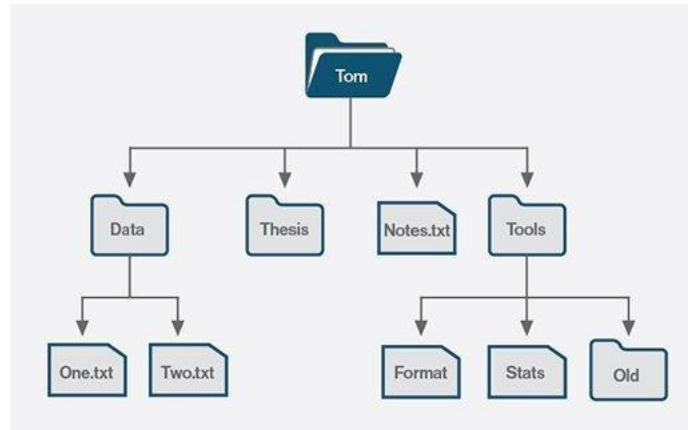 Tom
Data
Thesis
Notes.txt
Tools
One.txt
Two.txt
Format
Stats
Old